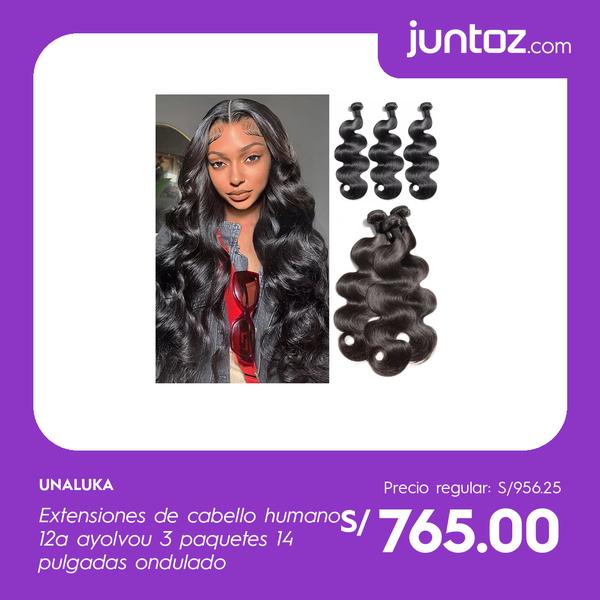 juntoz.com
UNALUKA
Extensiones de cabello humano
12a ayolvou 3 paquetes 14
pulgadas ondulado
Precio regular: S/956.25
S/ 765.00